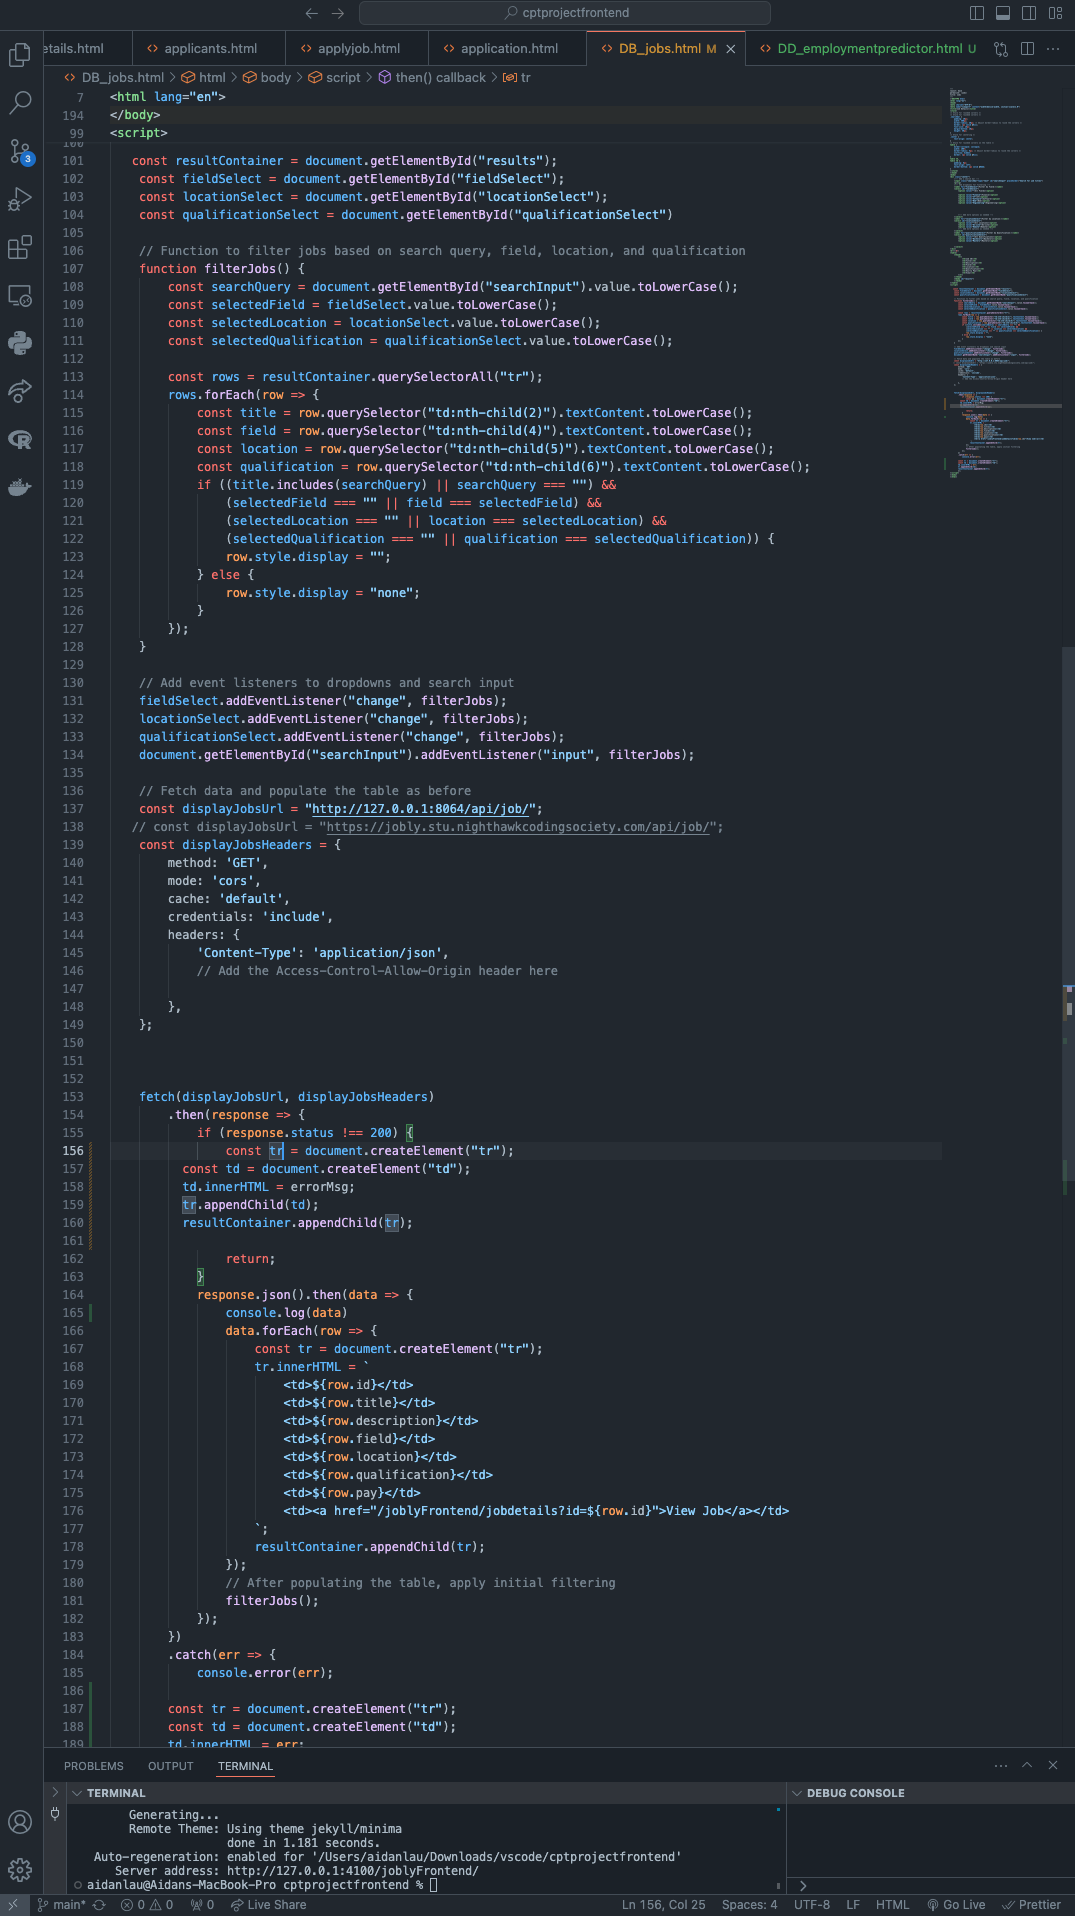 cptprojectfrontend
etails.html
applicants.html
applyjob.html
application.html
DB_jobs.html M
DD_employmentpredictor.html U
DB_jobs.html > html > body > script > then() callback > tr
7 <html lang="en">
194 </body>
99 <script>
100
101 const resultContainer = document.getElementById("results");
102 const fieldSelect = document.getElementById("fieldSelect");
103 const locationSelect = document.getElementById("locationSelect");
104 const qualificationSelect = document.getElementById("qualificationSelect")
105
106 // Function to filter jobs based on search query, field, location, and qualification
107 function filterJobs() {
108 const searchQuery = document.getElementById("searchInput").value.toLowerCase();
109 const selectedField = fieldSelect.value.toLowerCase();
110 const selectedLocation = locationSelect.value.toLowerCase();
111 const selectedQualification = qualificationSelect.value.toLowerCase();
112
113 const rows = resultContainer.querySelectorAll("tr");
114 rows.forEach(row => {
115 const title = row.querySelector("td:nth-child(2)").textContent.toLowerCase();
116 const field = row.querySelector("td:nth-child(4)").textContent.toLowerCase();
117 const location = row.querySelector("td:nth-child(5)").textContent.toLowerCase();
118 const qualification = row.querySelector("td:nth-child(6)").textContent.toLowerCase();
119 if ((title.includes(searchQuery) || searchQuery === "") &&
120 (selectedField === "" || field === selectedField) &&
121 (selectedLocation === "" || location === selectedLocation) &&
122 (selectedQualification === "" || qualification === selectedQualification)) {
123 row.style.display = "";
124 } else {
125 row.style.display = "none";
126 }
127 });
128 }
129
130 // Add event listeners to dropdowns and search input
131 fieldSelect.addEventListener("change", filterJobs);
132 locationSelect.addEventListener("change", filterJobs);
133 qualificationSelect.addEventListener("change", filterJobs);
134 document.getElementById("searchInput").addEventListener("input", filterJobs);
135
136 // Fetch data and populate the table as before
137 const displayJobsUrl = "http://127.0.0.1:8064/api/job/";
138 // const displayJobsUrl = "https://jobly.stu.nighthawkcodingsociety.com/api/job/";
139 const displayJobsHeaders = {
140 method: 'GET',
141 mode: 'cors',
142 cache: 'default',
143 credentials: 'include',
144 headers: {
145 'Content-Type': 'application/json',
146 // Add the Access-Control-Allow-Origin header here
147
148 },
149 };
150
151
152
153 fetch(displayJobsUrl, displayJobsHeaders)
154 .then(response => {
155 if (response.status !== 200) {
156 const tr = document.createElement("tr");
157 const td = document.createElement("td");
158 td.innerHTML = errorMsg;
159 tr.appendChild(td);
160 resultContainer.appendChild(tr);
161
162 return;
163 }
164 response.json().then(data => {
165 console.log(data)
166 data.forEach(row => {
167 const tr = document.createElement("tr");
168 tr.innerHTML = `
169 <td>${row.id}</td>
170 <td>${row.title}</td>
171 <td>${row.description}</td>
172 <td>${row.field}</td>
173 <td>${row.location}</td>
174 <td>${row.qualification}</td>
175 <td>${row.pay}</td>
176 <td><a href="/joblyFrontend/jobdetails?id=${row.id}">View Job</a></td>
177 `;
178 resultContainer.appendChild(tr);
179 });
180 // After populating the table, apply initial filtering
181 filterJobs();
182 });
183 })
184 .catch(err => {
185 console.error(err);
186
187 const tr = document.createElement("tr");
188 const td = document.createElement("td");
189 td.innerHTML = err;
3
PROBLEMS OUTPUT TERMINAL
TERMINAL
DEBUG CONSOLE
Generating...
Remote Theme: Using theme jekyll/minima
done in 1.181 seconds.
Auto-regeneration: enabled for '/Users/aidanlau/Downloads/vscode/cptprojectfrontend'
Server address: http://127.0.0.1:4100/joblyFrontend/
aidanlau@Aidans-MacBook-Pro cptprojectfrontend %
main* 0 0 0 Live Share Ln 156, Col 25 Spaces: 4 UTF-8 LF HTML Go Live Prettier